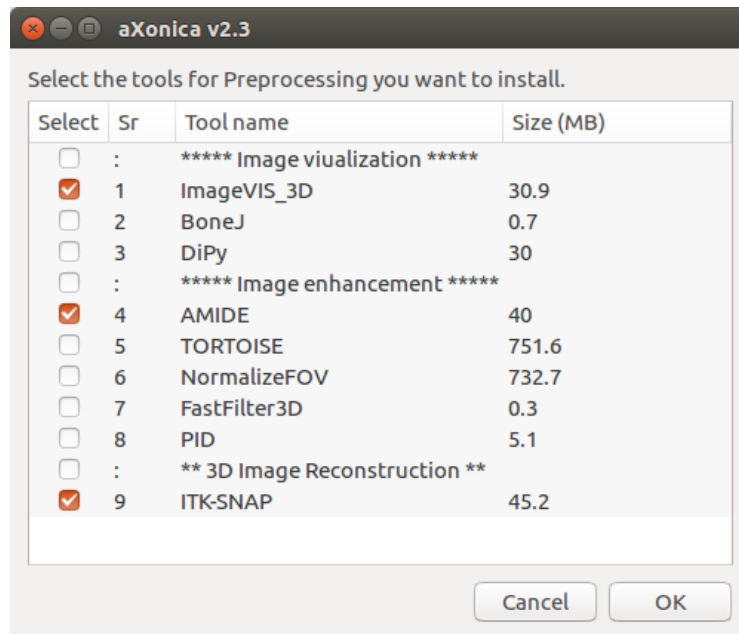 aXonica v2.3
Select the tools for Preprocessing you want to install.
Select Sr Tool name Size (MB)
: ***** Image viualization *****
1 ImageVIS_3D 30.9
2 BoneJ 0.7
3 DiPy 30
: ***** Image enhancement *****
4 AMIDE 40
5 TORTOISE 751.6
6 NormalizeFOV 732.7
7 FastFilter3D 0.3
8 PID 5.1
: ** 3D Image Reconstruction **
9 ITK-SNAP 45.2
Cancel OK